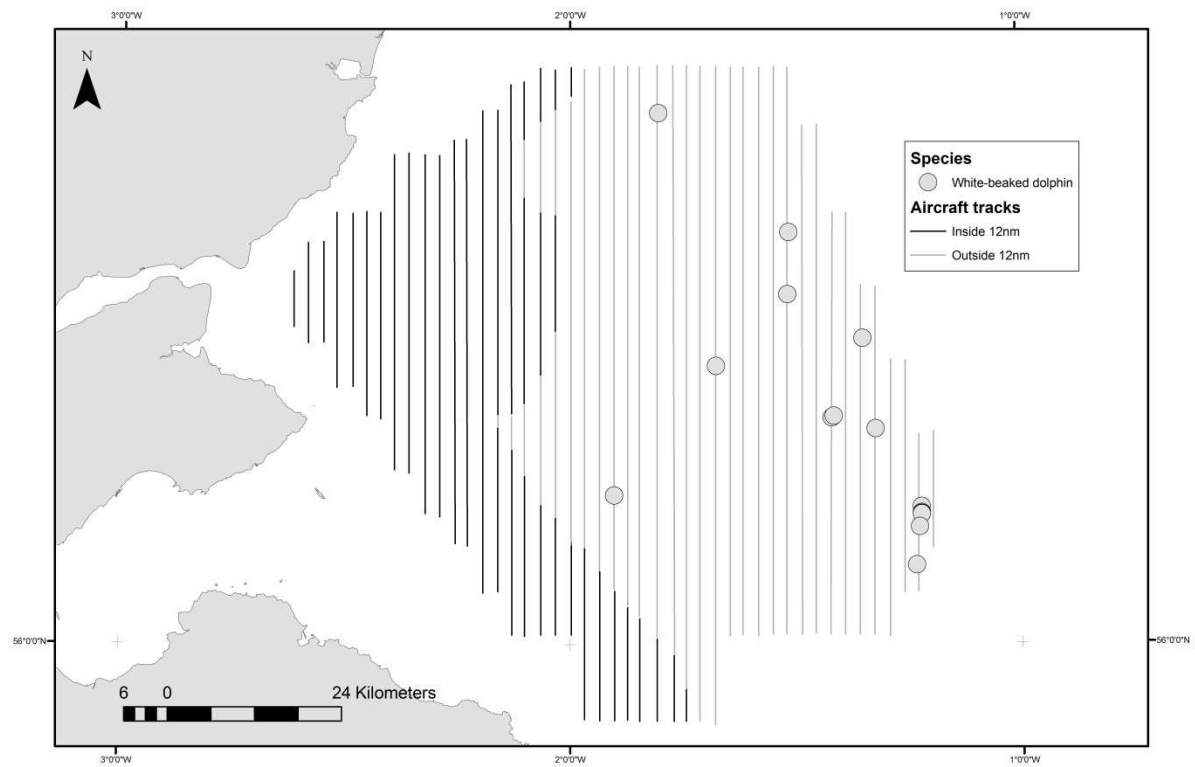 3°0'0"W 2°0'0"W 1°0'0"W
N
Species
White-beaked dolphin
Aircraft tracks
Inside 12nm
Outside 12nm
56°0'0"N 56°0'0"N
6 0 24 Kilometers
3°0'0"W 2°0'0"W 1°0'0"W